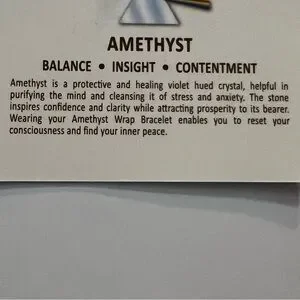 AMETHYST
BALANCE • INSIGHT • CONTENTMENT
Amethyst is a protective and healing violet hued crystal, helpful in
purifying the mind and cleansing it of stress and anxiety. The stone
inspires confidence and clarity while attracting prosperity to its bearer.
Wearing your Amethyst Wrap Bracelet enables you to reset your
consciousness and find your inner peace.